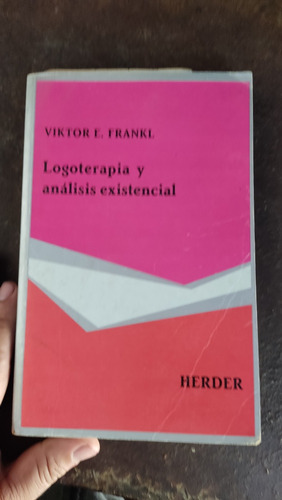 VIKTOR E. FRANKL
Logoterapia y
análisis existencial
HERDER